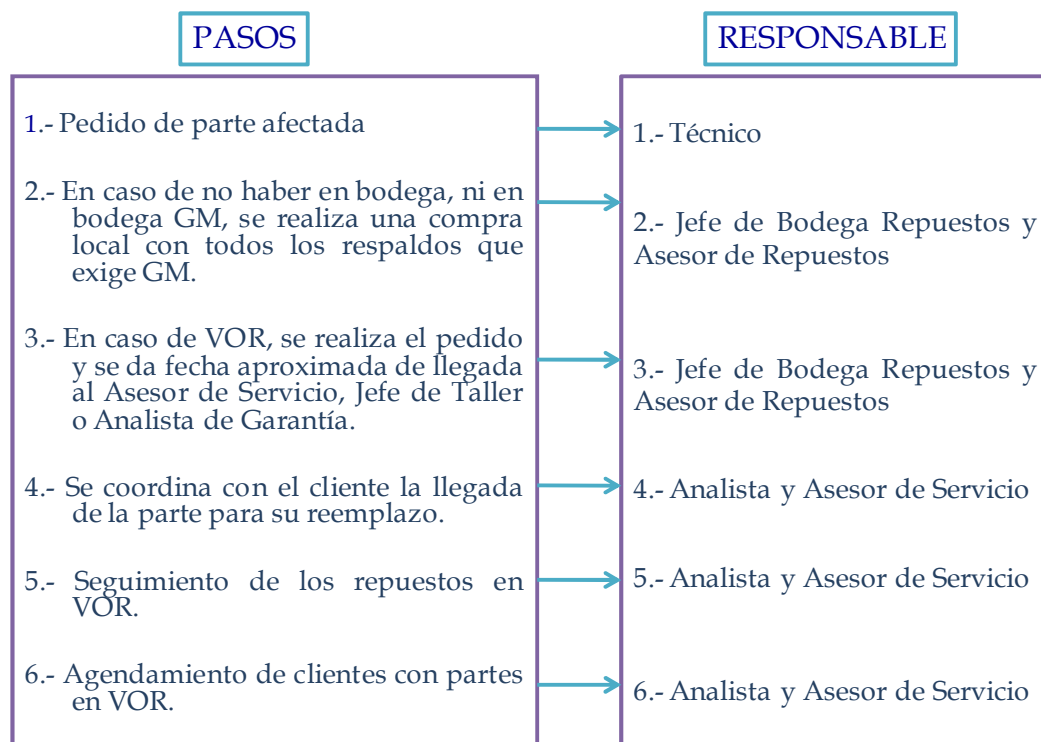 PASOS
RESPONSABLE
1.- Pedido de parte afectada
2.- En caso de no haber en bodega, ni en
bodega GM, se realiza una compra
local con todos los respaldos que
exige GM.
3.- En caso de VOR, se realiza el pedido
y se da fecha aproximada de llegada
al Asesor de Servicio, Jefe de Taller
o Analista de Garantía.
4.- Se coordina con el cliente la llegada
de la parte para su reemplazo.
5.- Seguimiento de los repuestos en
VOR.
6.- Agendamiento de clientes con partes
en VOR.
1.- Técnico
2.- Jefe de Bodega Repuestos y
Asesor de Repuestos
3.- Jefe de Bodega Repuestos y
Asesor de Repuestos
4.- Analista y Asesor de Servicio
5.- Analista y Asesor de Servicio
6.- Analista y Asesor de Servicio